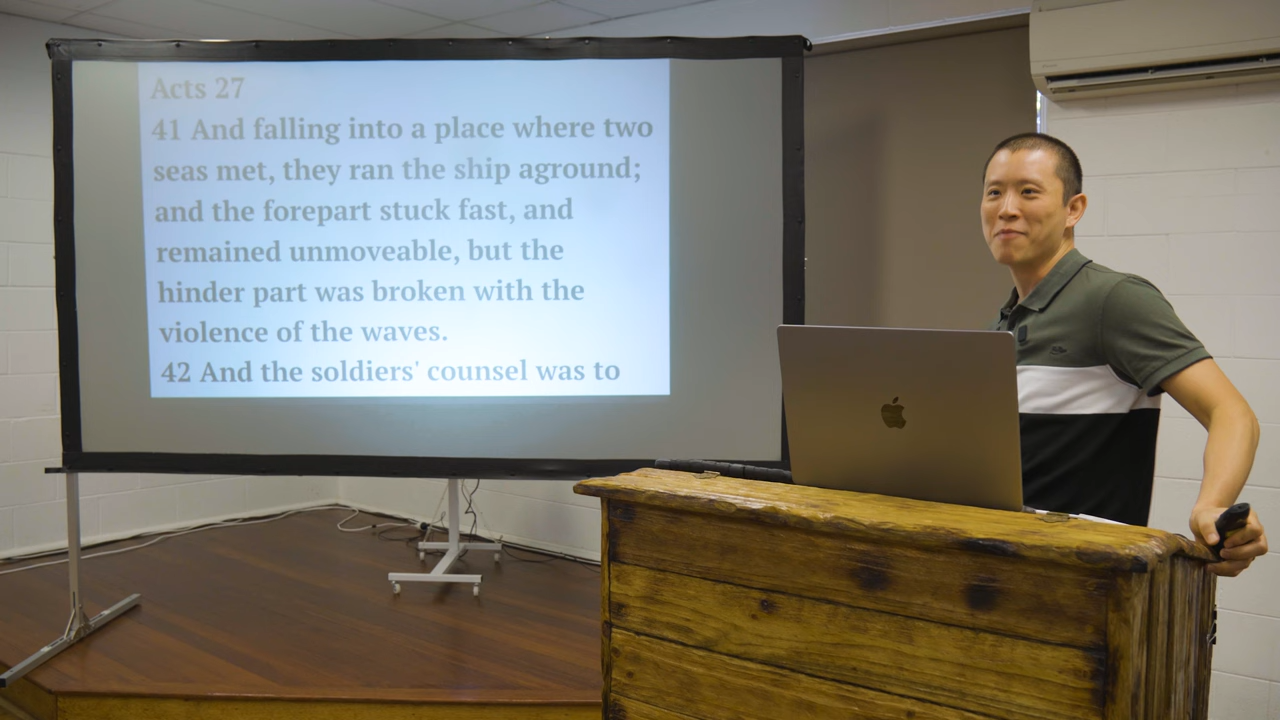 Acts 27
41 And falling into a place where two
seas met, they ran the ship aground;
and the forepart stuck fast, and
remained unmoveable, but the
hinder part was broken with the
violence of the waves.
42 And the soldiers' counsel was to